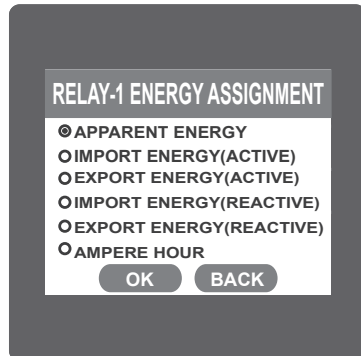 RELAY-1 ENERGY ASSIGNMENT
APPARENT ENERGY
IMPORT ENERGY(ACTIVE)
EXPORT ENERGY(ACTIVE)
IMPORT ENERGY(REACTIVE)
EXPORT ENERGY(REACTIVE)
AMPERE HOUR
OK BACK